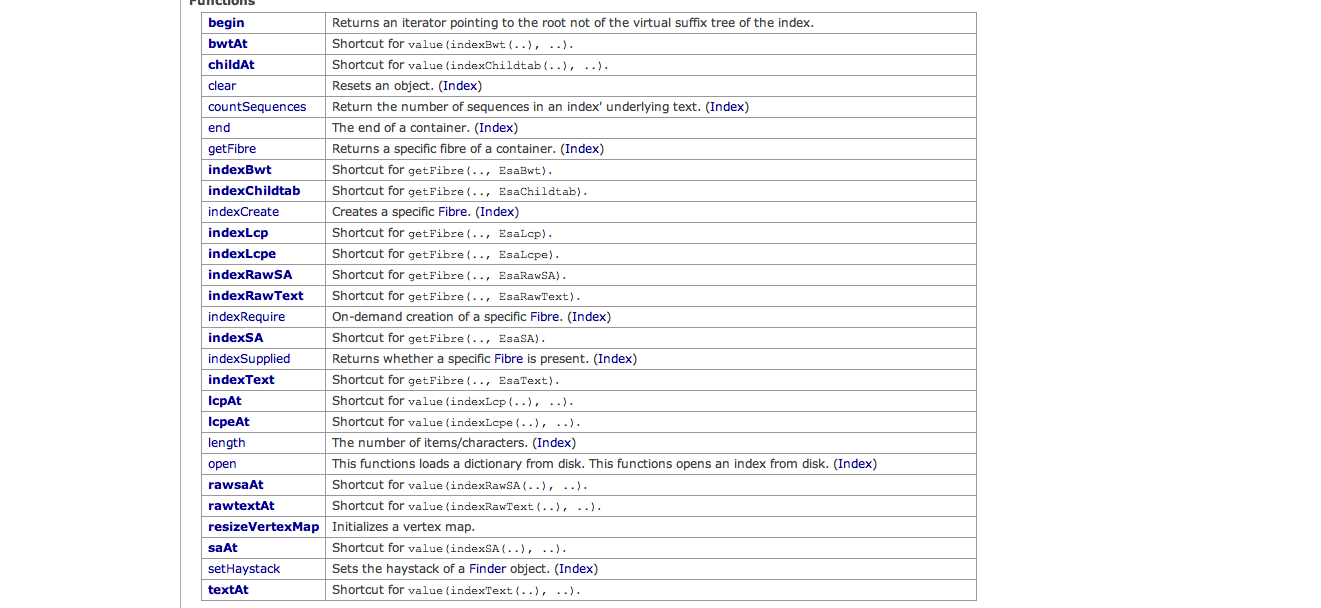 Functions
begin Returns an iterator pointing to the root not of the virtual suffix tree of the index.
bwtAt Shortcut for value(indexBwt(..), ..).
childAt Shortcut for value(indexChildtab(..), ..).
clear Resets an object. (Index)
countSequences Return the number of sequences in an index' underlying text. (Index)
end The end of a container. (Index)
getFibre Returns a specific fibre of a container. (Index)
indexBwt Shortcut for getFibre(.., EsaBwt).
indexChildtab Shortcut for getFibre(.., EsaChildtab).
indexCreate Creates a specific Fibre. (Index)
indexLcp Shortcut for getFibre(.., EsaLcp).
indexLcpe Shortcut for getFibre(.., EsaLcpe).
indexRawSA Shortcut for getFibre(.., EsaRawSA).
indexRawText Shortcut for getFibre(.., EsaRawText).
indexRequire On-demand creation of a specific Fibre. (Index)
indexSA Shortcut for getFibre(.., EsaSA).
indexSupplied Returns whether a specific Fibre is present. (Index)
indexText Shortcut for getFibre(.., EsaText).
lcpAt Shortcut for value(indexLcp(..), ..).
lcpeAt Shortcut for value(indexLcpe(..), ..).
length The number of items/characters. (Index)
open This functions loads a dictionary from disk. This functions opens an index from disk. (Index)
rawsaAt Shortcut for value(indexRawSA(..), ..).
rawtextAt Shortcut for value(indexRawText(..), ..).
resizeVertexMap Initializes a vertex map.
saAt Shortcut for value(indexSA(..), ..).
setHaystack Sets the haystack of a Finder object. (Index)
textAt Shortcut for value(indexText(..), ..).